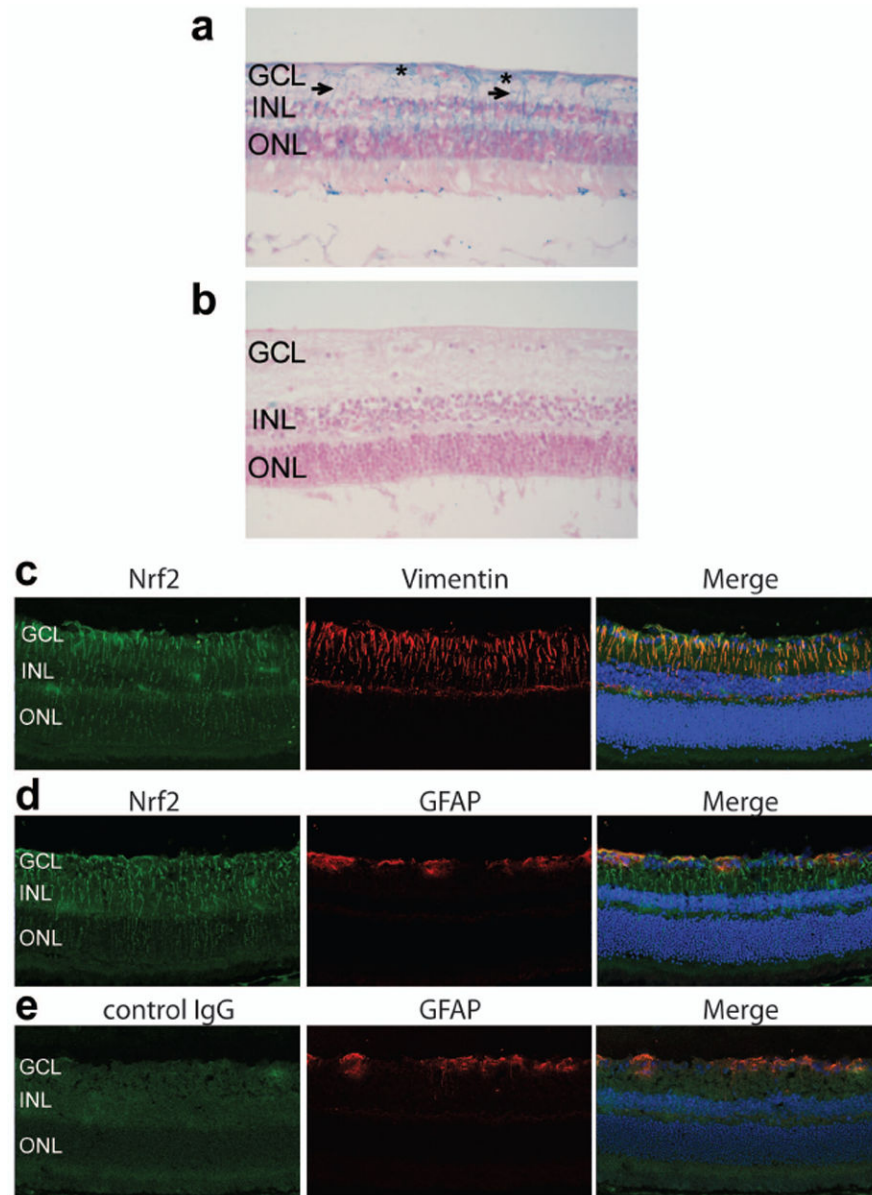 a
GCL
*
*
INL
ONL
b
GCL
INL
ONL
c
Nrf2
Vimentin
Merge
GCL
INL
ONL
d
Nrf2
GFAP
Merge
GCL
INL
ONL
e
control IgG
GFAP
Merge
GCL
INL
ONL